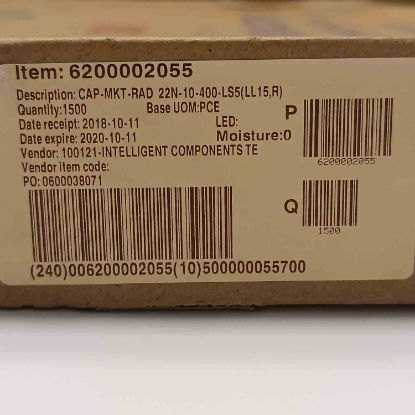 Item: 6200002055
Description: CAP-MKT-RAD 22N-10-400-LS5(LL15,R)
Quantity:1500 Base UOM:PCE P
Date receipt: 2018-10-11 LED:
Date expire: 2020-10-11 Moisture:0
6200002055
Vendor: 100121-INTELLIGENT COMPONENTS TE
Vendor item code:
PO: 0600038071
Q
1500
(240)006200002055(10)500000055700